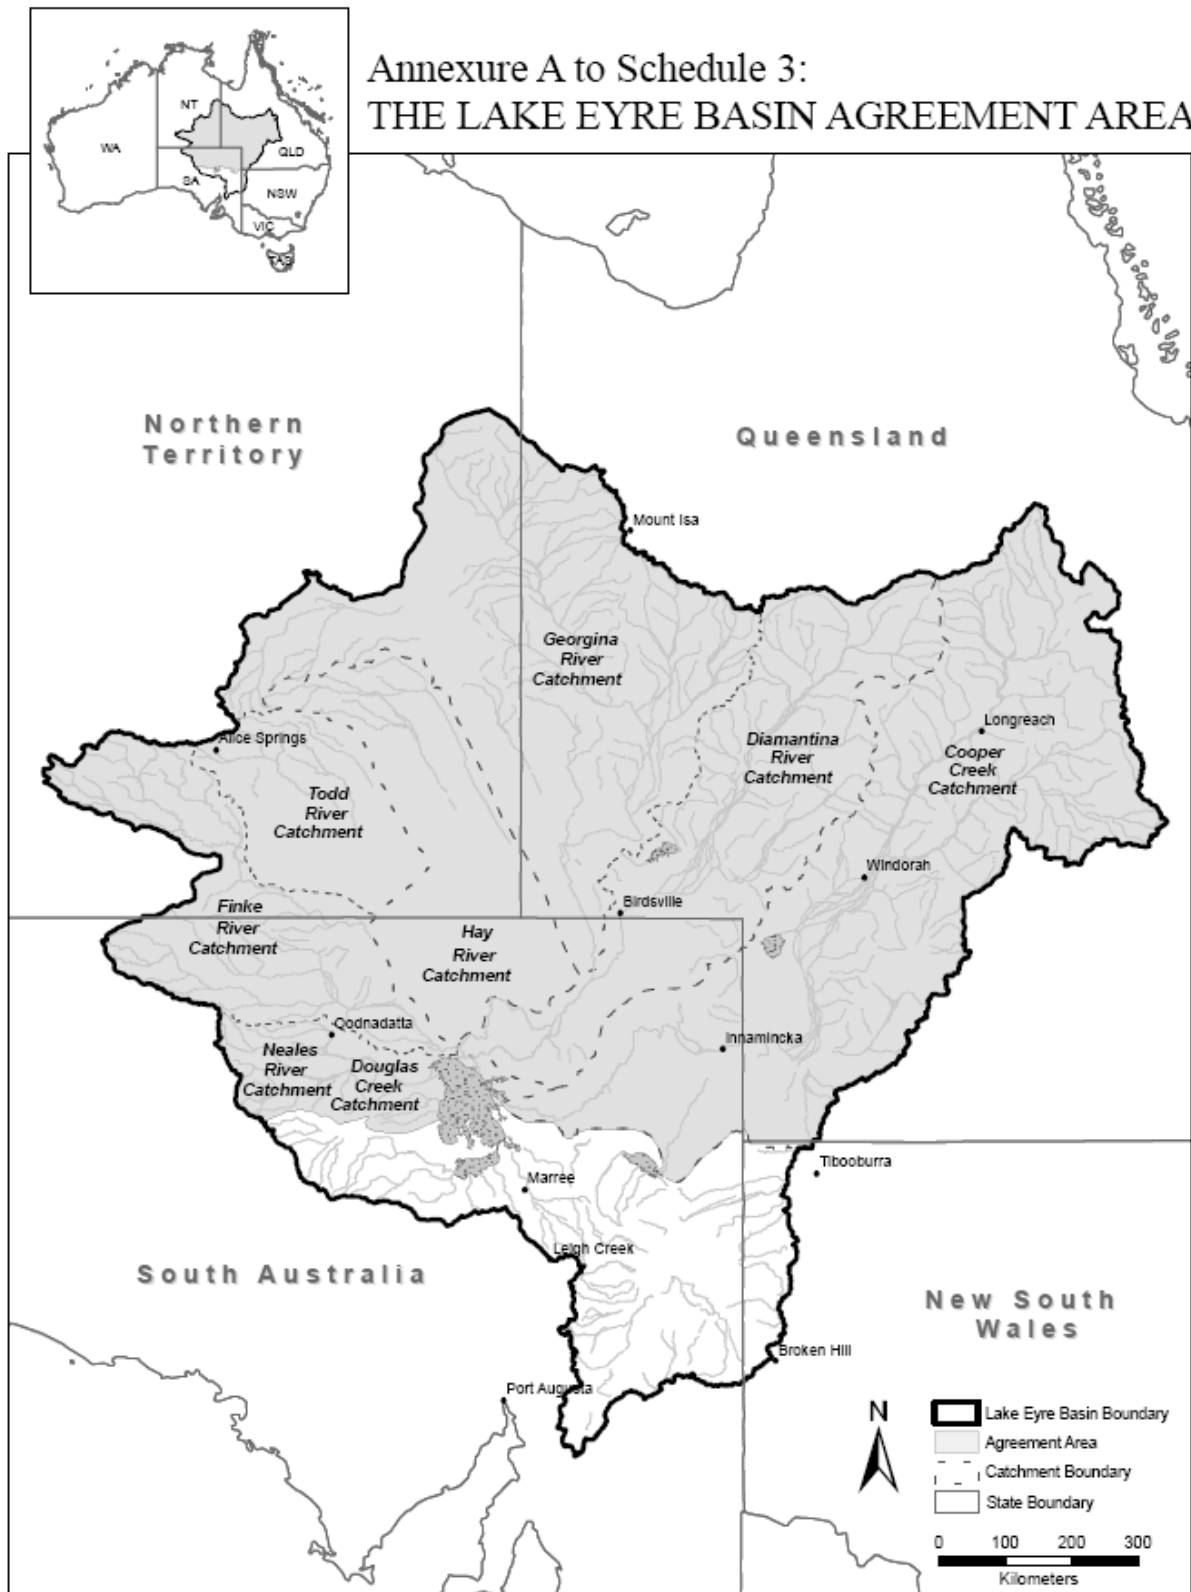 Annexure A to Schedule 3:
THE LAKE EYRE BASIN AGREEMENT AREA
NT
WA
QLD
SA
NSW
VIC
TAS
Northern
Territory
Queensland
Mount Isa
Georgina
River
Catchment
Longreach
Alice Springs
Diamantina
River
Catchment
Cooper
Creek
Catchment
Todd
River
Catchment
Windorah
Birdsville
Finke
River
Catchment
Hay
River
Catchment
Oodnadatta
Innamincka
Neales
River
Catchment
Douglas
Creek
Catchment
Tibooburra
Marree
Leigh Creek
South Australia
New South
Wales
Broken Hill
Port Augusta
N
Lake Eyre Basin Boundary
Agreement Area
Catchment Boundary
State Boundary
0 100 200 300
Kilometers